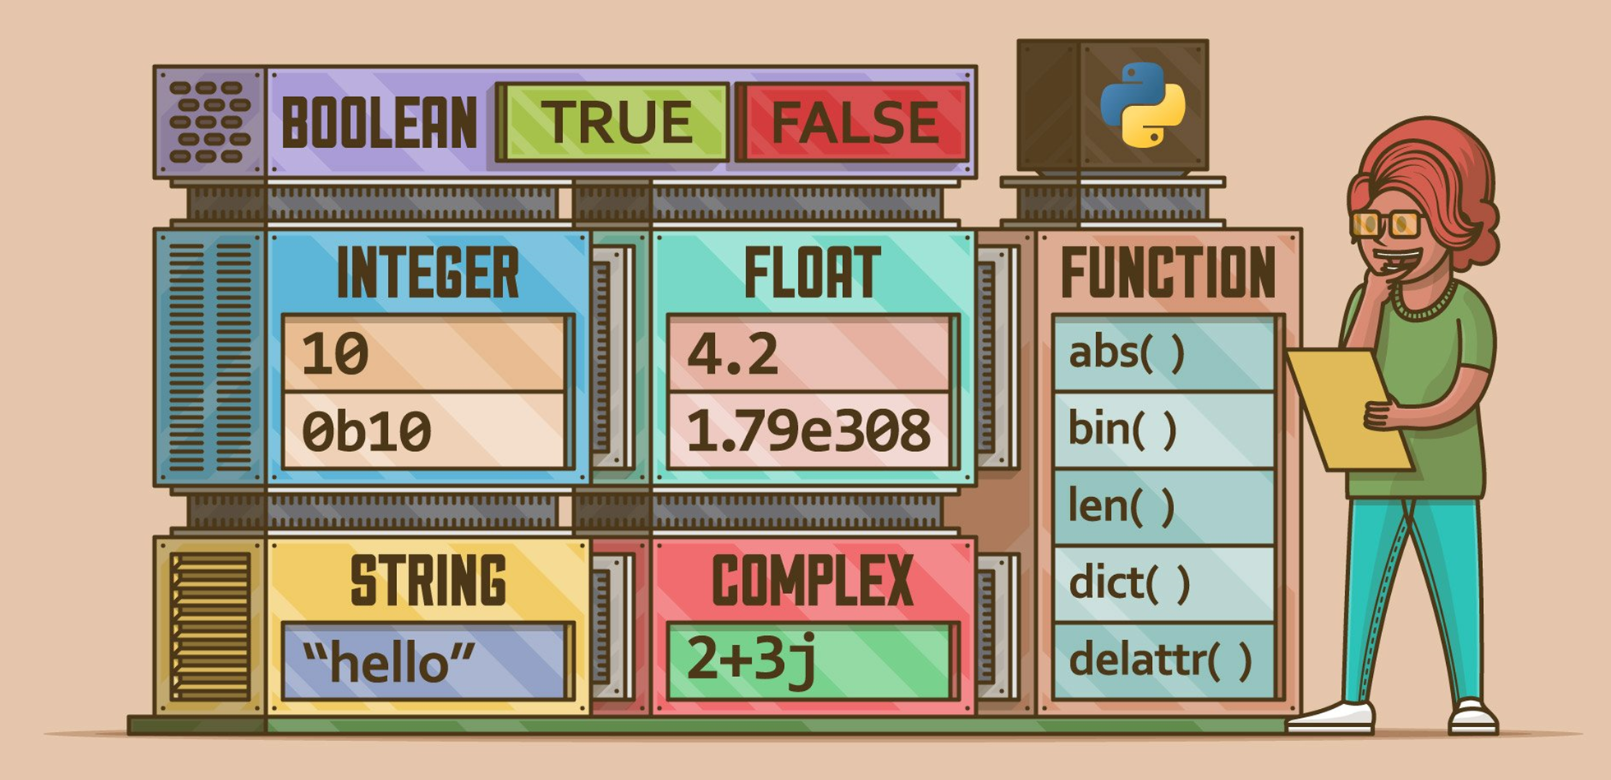 BOOLEAN TRUE FALSE
INTEGER
10
0b10
FLOAT
4.2
1.79e308
STRING
“hello”
COMPLEX
2+3j
FUNCTION
abs( )
bin( )
len( )
dict( )
delattr( )